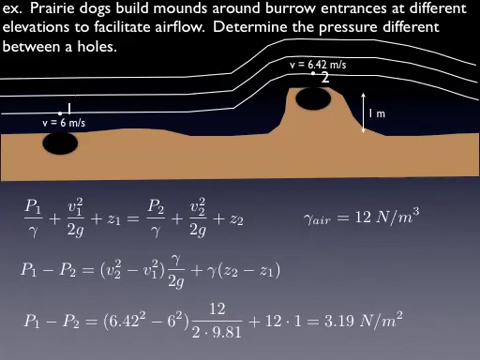 ex. Prairie dogs build mounds around burrow entrances at different
elevations to facilitate airflow. Determine the pressure different
between a holes.
v = 6.42 m/s
2
1
v = 6 m/s
1 m
P₁/γ + v₁²/2g + z₁ = P₂/γ + v₂²/2g + z₂
γ_air = 12 N/m³
P₁ − P₂ = (v₂² − v₁²) γ/2g + γ(z₂ − z₁)
P₁ − P₂ = (6.42² − 6²) 12/(2 · 9.81) + 12 · 1 = 3.19 N/m²